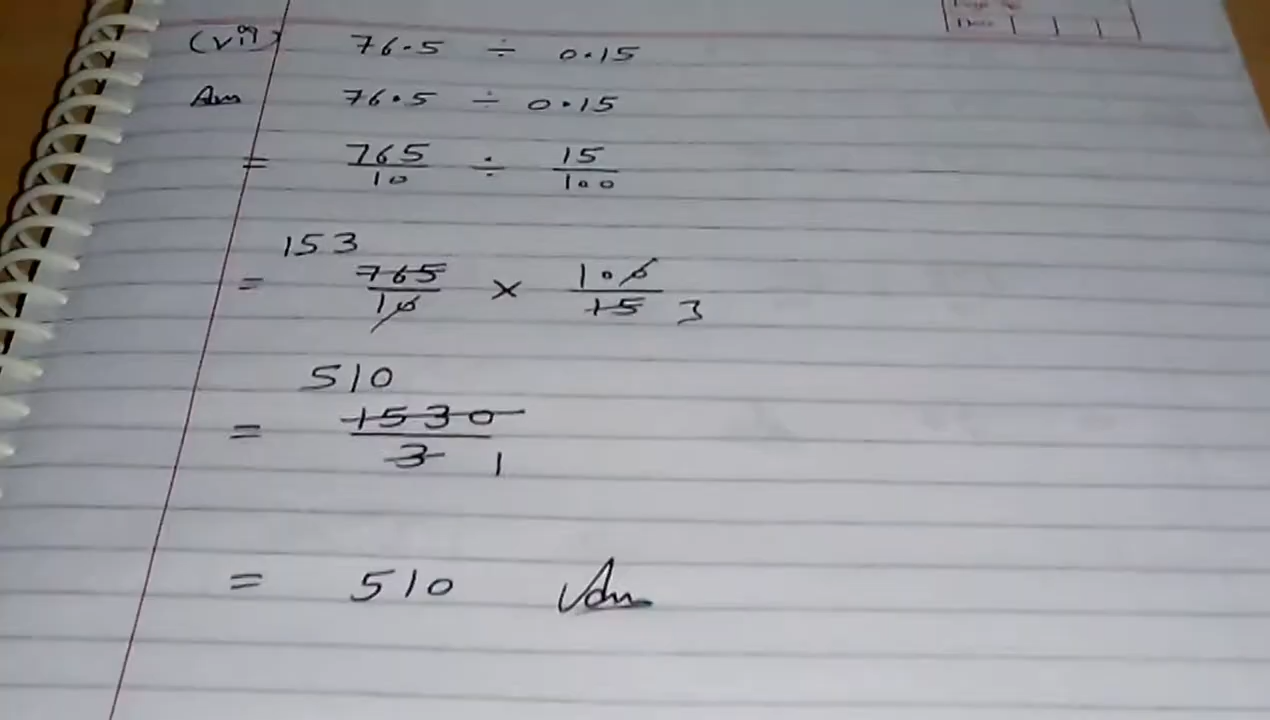 (vii) 76.5 ÷ 0.15
Ans 76.5 ÷ 0.15
= 765/10 ÷ 15/100
153
= 765/10 × 100/15 3
510
= 1530/3 1
= 510 Ans